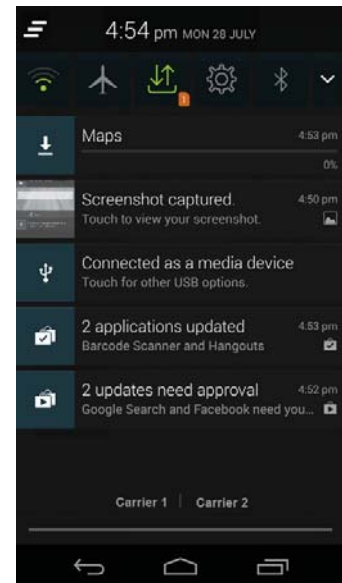 4:54 pm MON 28 JULY
1
Maps 4:53 pm
0%
Screenshot captured. 4:50 pm
Touch to view your screenshot.
Connected as a media device
Touch for other USB options.
2 applications updated 4:53 pm
Barcode Scanner and Hangouts
2 updates need approval 4:52 pm
Google Search and Facebook need you...
Carrier 1 | Carrier 2